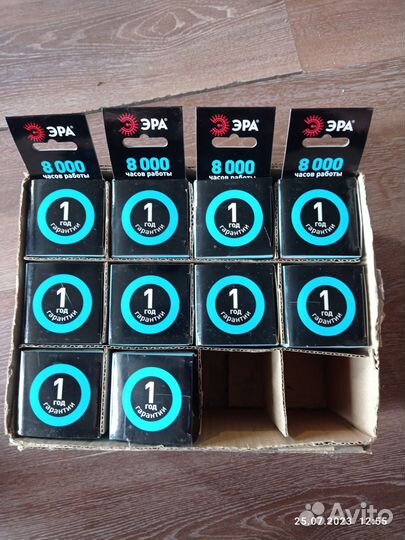 ЭРА
8 000
часов работы
ЭРА
8 000
часов работы
ЭРА
8 000
часов работы
ЭРА
8 000
часов работы
1
год
гарантии
1
год
гарантии
1
год
гарантии
1
год
гарантии
1
год
гарантии
1
год
гарантии
1
год
гарантии
1
год
гарантии
1
год
гарантии
1
год
гарантии
Avito
25.07.2023 12:55